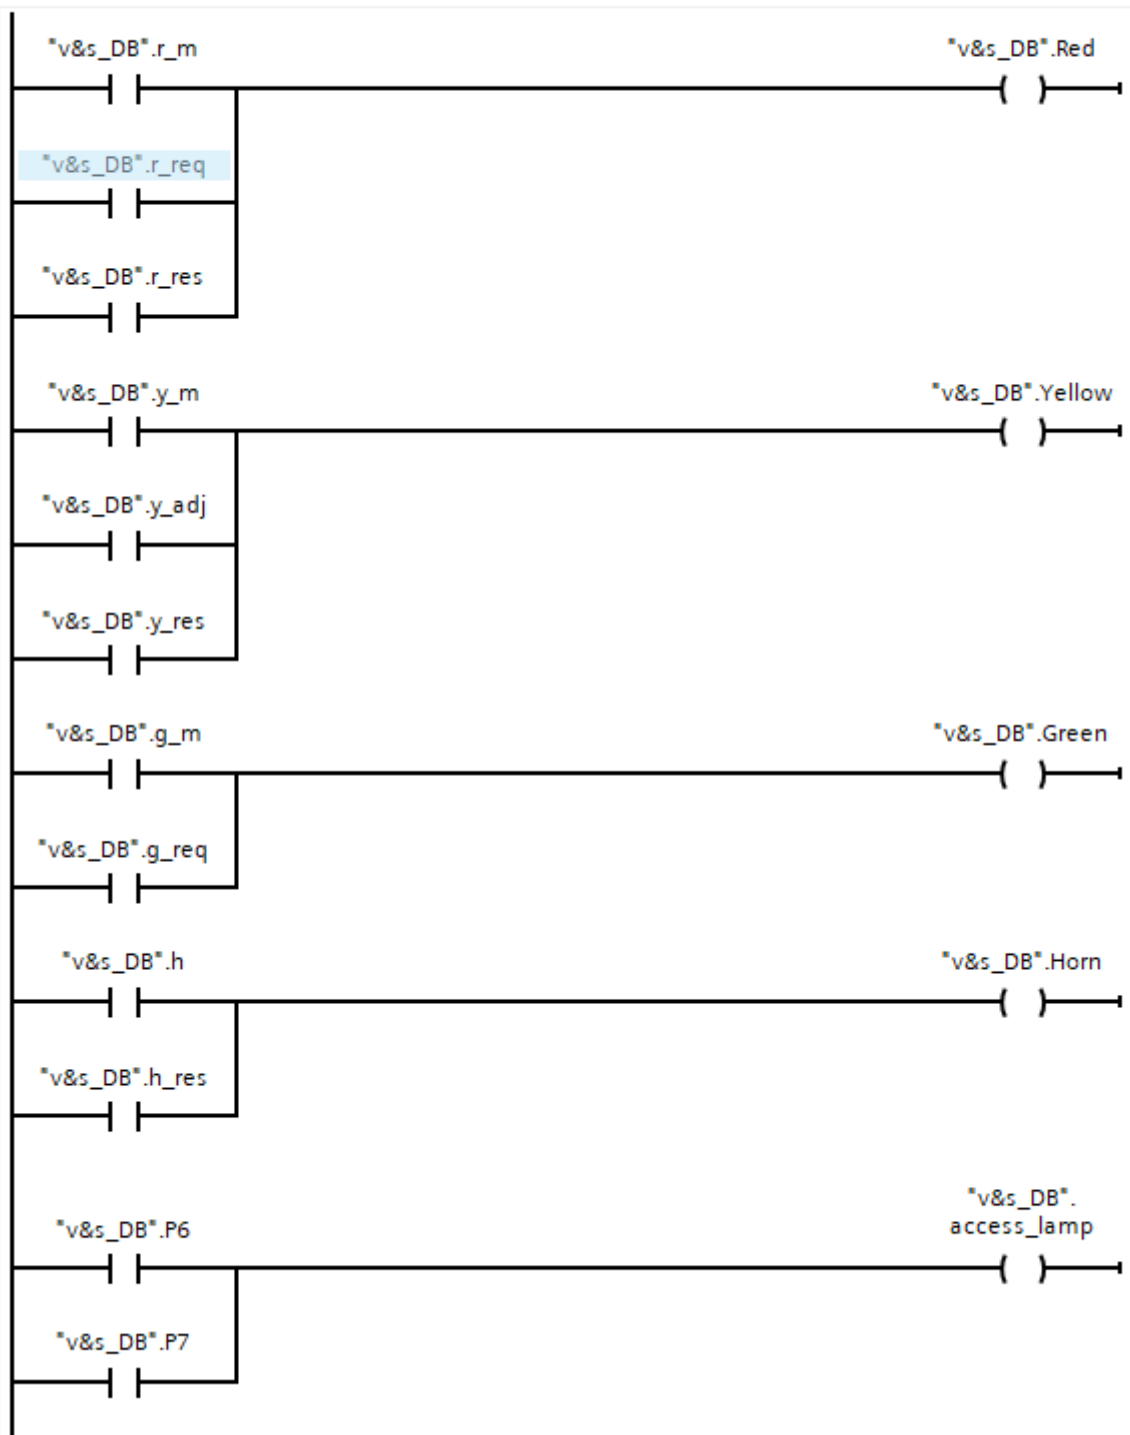 "v&s_DB".r_m
"v&s_DB".Red
"v&s_DB".r_req
"v&s_DB".r_res
"v&s_DB".y_m
"v&s_DB".Yellow
"v&s_DB".y_adj
"v&s_DB".y_res
"v&s_DB".g_m
"v&s_DB".Green
"v&s_DB".g_req
"v&s_DB".h
"v&s_DB".Horn
"v&s_DB".h_res
"v&s_DB".
access_lamp
"v&s_DB".P6
"v&s_DB".P7